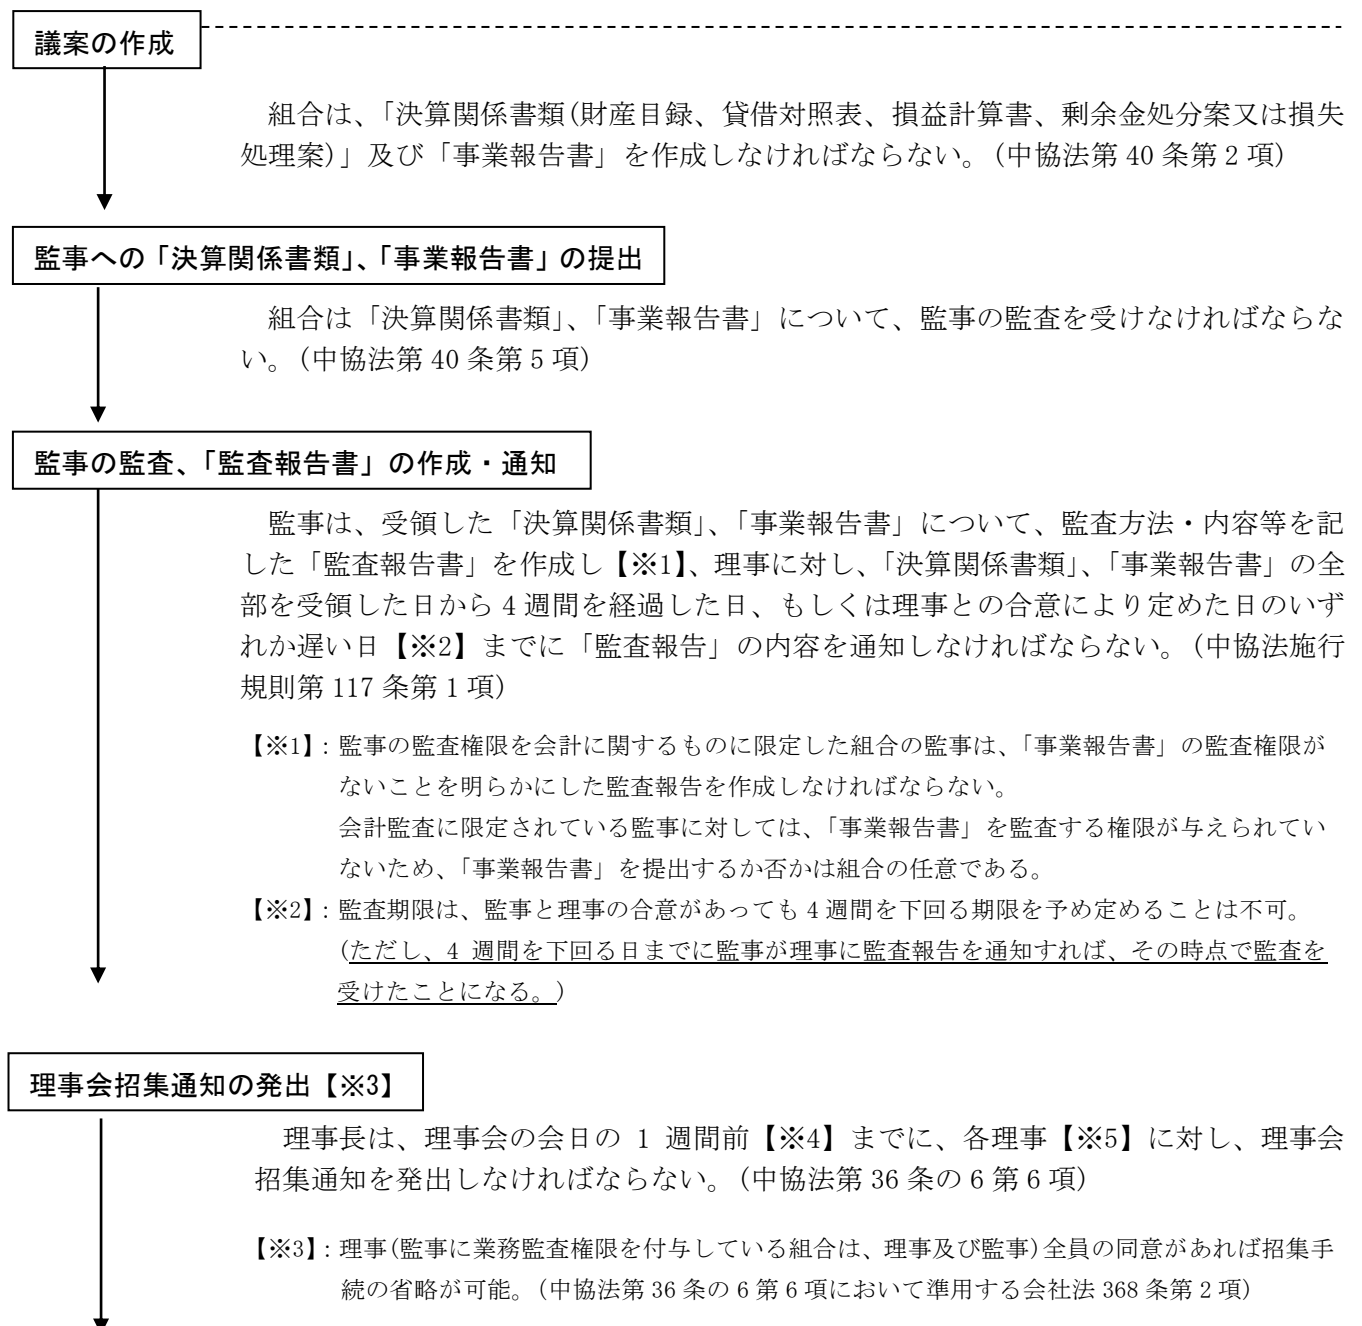 議案の作成
組合は、「決算関係書類(財産目録、貸借対照表、損益計算書、剰余金処分案又は損失
処理案)」及び「事業報告書」を作成しなければならない。(中協法第 40 条第 2 項)
監事への「決算関係書類」、「事業報告書」の提出
組合は「決算関係書類」、「事業報告書」について、監事の監査を受けなければならな
い。(中協法第 40 条第 5 項)
監事の監査、「監査報告書」の作成・通知
監事は、受領した「決算関係書類」、「事業報告書」について、監査方法・内容等を記
した「監査報告書」を作成し【※1】、理事に対し、「決算関係書類」、「事業報告書」の全
部を受領した日から 4 週間を経過した日、もしくは理事との合意により定めた日のいず
れか遅い日【※2】までに「監査報告」の内容を通知しなければならない。(中協法施行
規則第 117 条第 1 項)
【※1】：監事の監査権限を会計に関するものに限定した組合の監事は、「事業報告書」の監査権限が
ないことを明らかにした監査報告を作成しなければならない。
会計監査に限定されている監事に対しては、「事業報告書」を監査する権限が与えられてい
ないため、「事業報告書」を提出するか否かは組合の任意である。
【※2】：監査期限は、監事と理事の合意があっても 4 週間を下回る期限を予め定めることは不可。
(ただし、4 週間を下回る日までに監事が理事に監査報告を通知すれば、その時点で監査を
受けたことになる。)
理事会招集通知の発出【※3】
理事長は、理事会の会日の 1 週間前【※4】までに、各理事【※5】に対し、理事会
招集通知を発出しなければならない。(中協法第 36 条の 6 第 6 項)
【※3】：理事(監事に業務監査権限を付与している組合は、理事及び監事)全員の同意があれば招集手
続の省略が可能。(中協法第 36 条の 6 第 6 項において準用する会社法 368 条第 2 項)